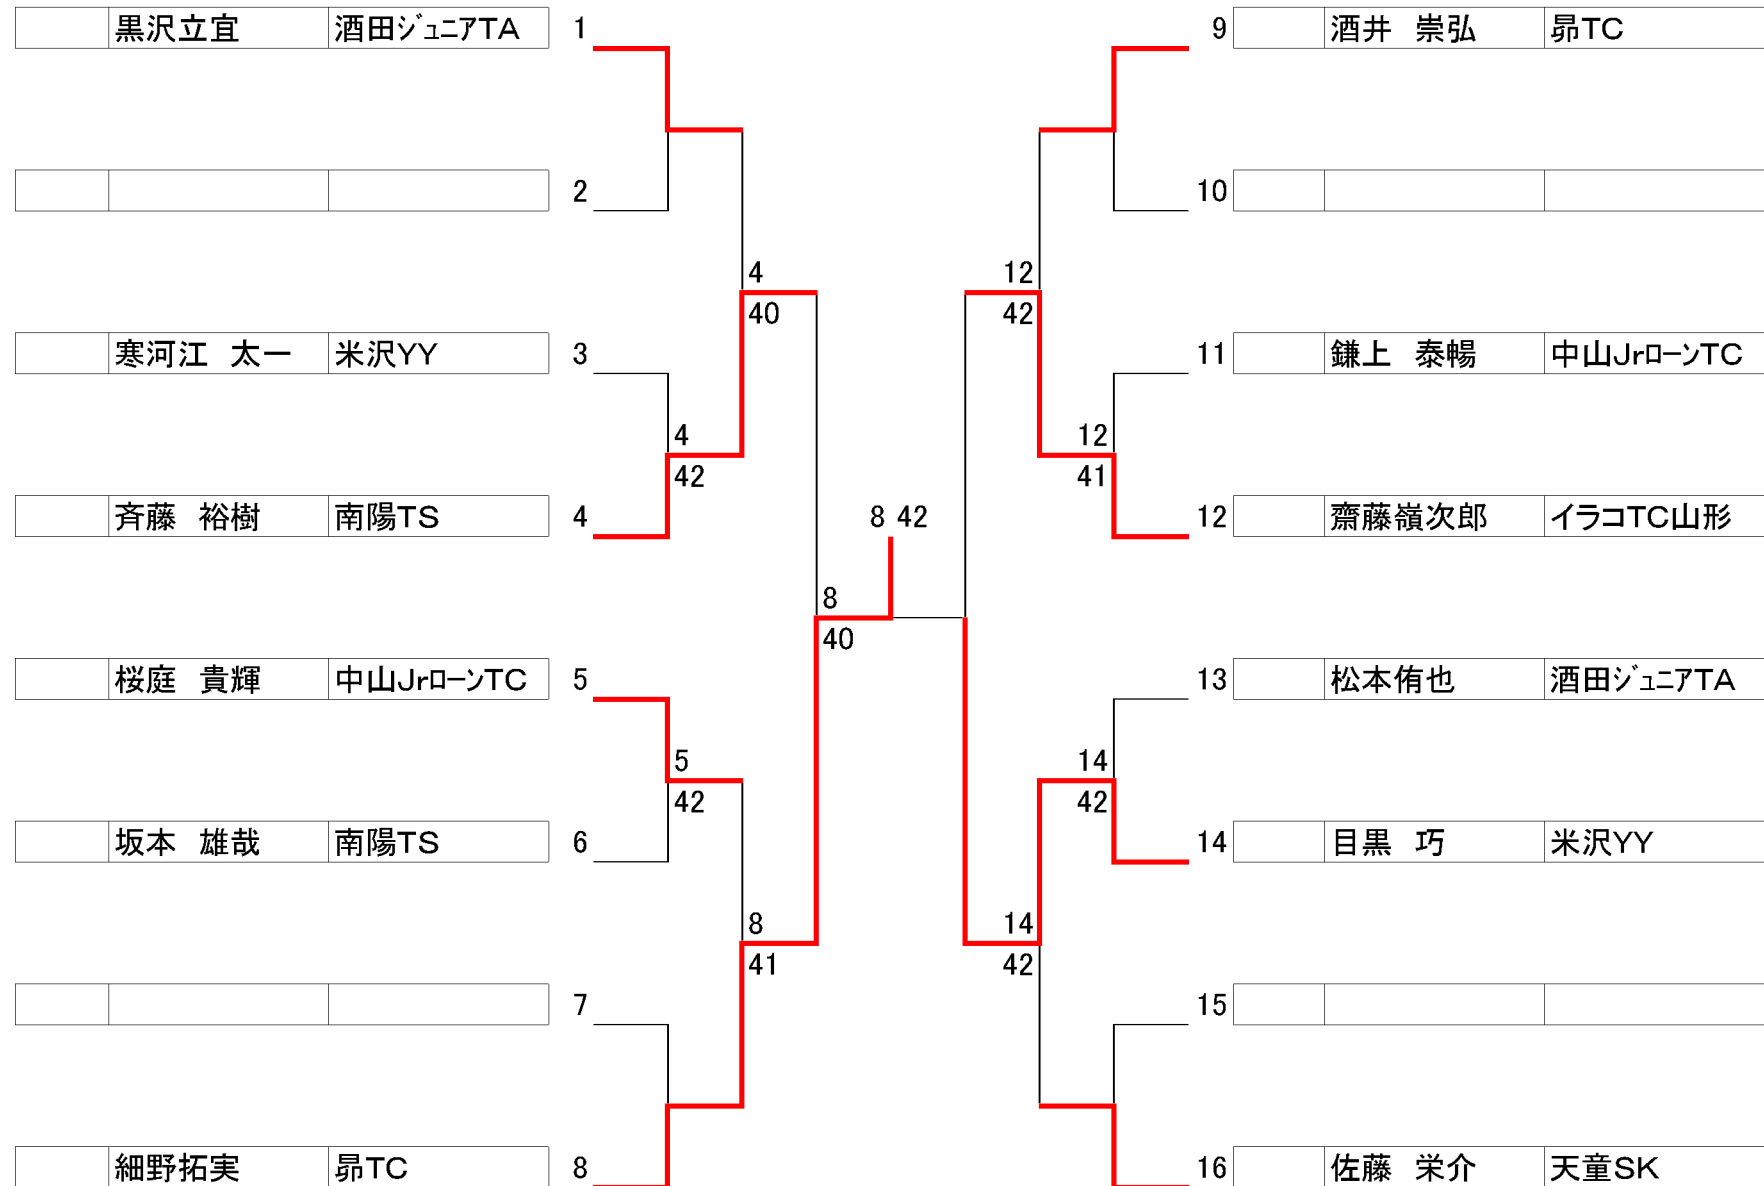 黒沢立宜 酒田ジュニアTA 1
2
寒河江 太一 米沢YY 3
斉藤 裕樹 南陽TS 4
桜庭 貴輝 中山JrローンTC 5
坂本 雄哉 南陽TS 6
7
細野拓実 昴TC 8
4
40
4
42
5
42
8
41
8
40
8 42
12
42
12
41
14
42
14
42
9 酒井 崇弘 昴TC
10
11 鎌上 泰暢 中山JrローンTC
12 齋藤嶺次郎 イラコTC山形
13 松本侑也 酒田ジュニアTA
14 目黒 巧 米沢YY
15
16 佐藤 栄介 天童SK